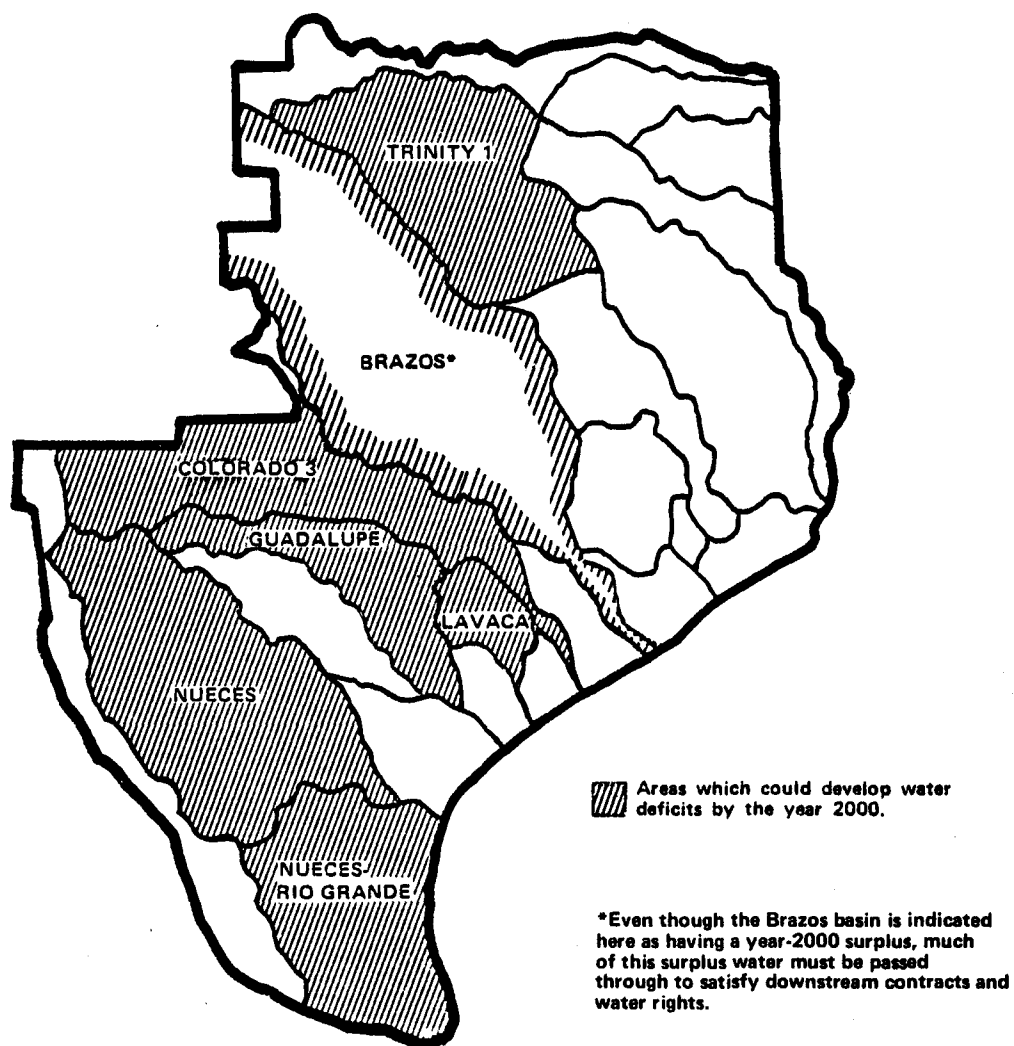 TRINITY 1
BRAZOS*
COLORADO 3
GUADALUPE
LAVACA
NUECES
NUECES-
RIO GRANDE
Areas which could develop water
deficits by the year 2000.
*Even though the Brazos basin is indicated
here as having a year-2000 surplus, much
of this surplus water must be passed
through to satisfy downstream contracts and
water rights.